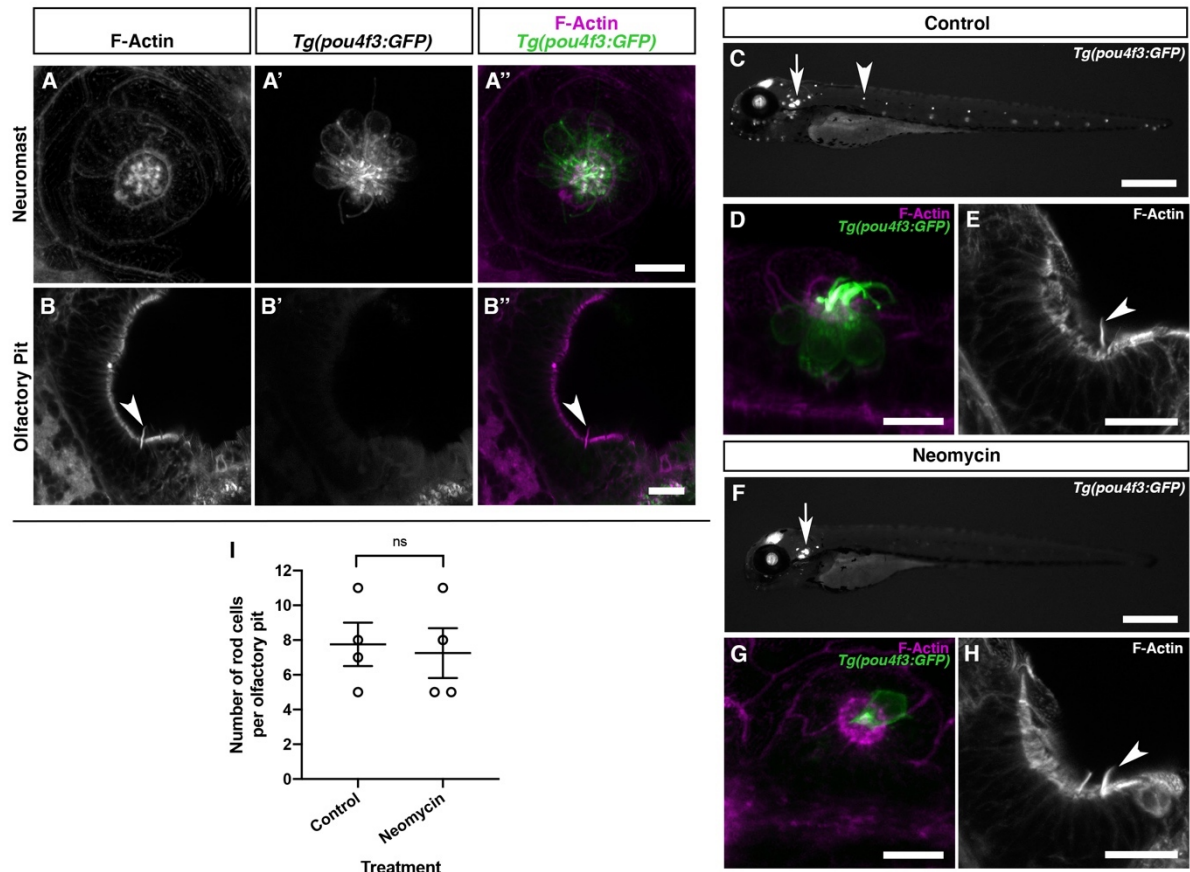 F-Actin
Tg(pou4f3:GFP)
F-Actin
Tg(pou4f3:GFP)
Neuromast
A
A'
A''
Olfactory Pit
B
B'
B''
Control
C
Tg(pou4f3:GFP)
D
F-Actin
Tg(pou4f3:GFP)
E
F-Actin
Neomycin
F
Tg(pou4f3:GFP)
G
F-Actin
Tg(pou4f3:GFP)
H
F-Actin
I
ns
Number of rod cells
per olfactory pit
12
10
8
6
4
2
0
Control
Neomycin
Treatment